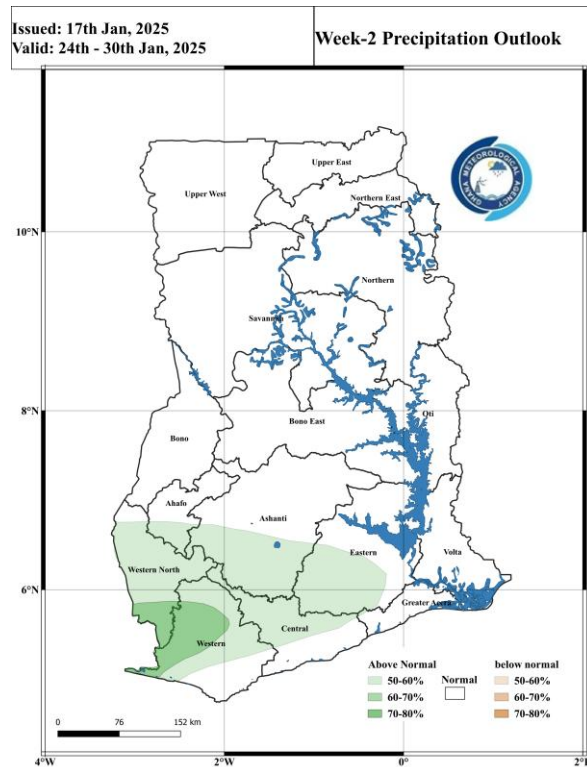 Issued: 17th Jan, 2025
Valid: 24th - 30th Jan, 2025
Week-2 Precipitation Outlook
Upper East
Upper West
Northern East
GHANA METEOROLOGICAL AGENCY
10°N
Northern
Savannah
8°N
Oti
Bono East
Bono
Ahafo
Ashanti
Eastern
Volta
Western North
6°N
Greater Accra
Central
Western
Above Normal
50-60%
60-70%
70-80%
Normal
below normal
50-60%
60-70%
70-80%
0 76 152 km
4°W 2°W 0° 2°